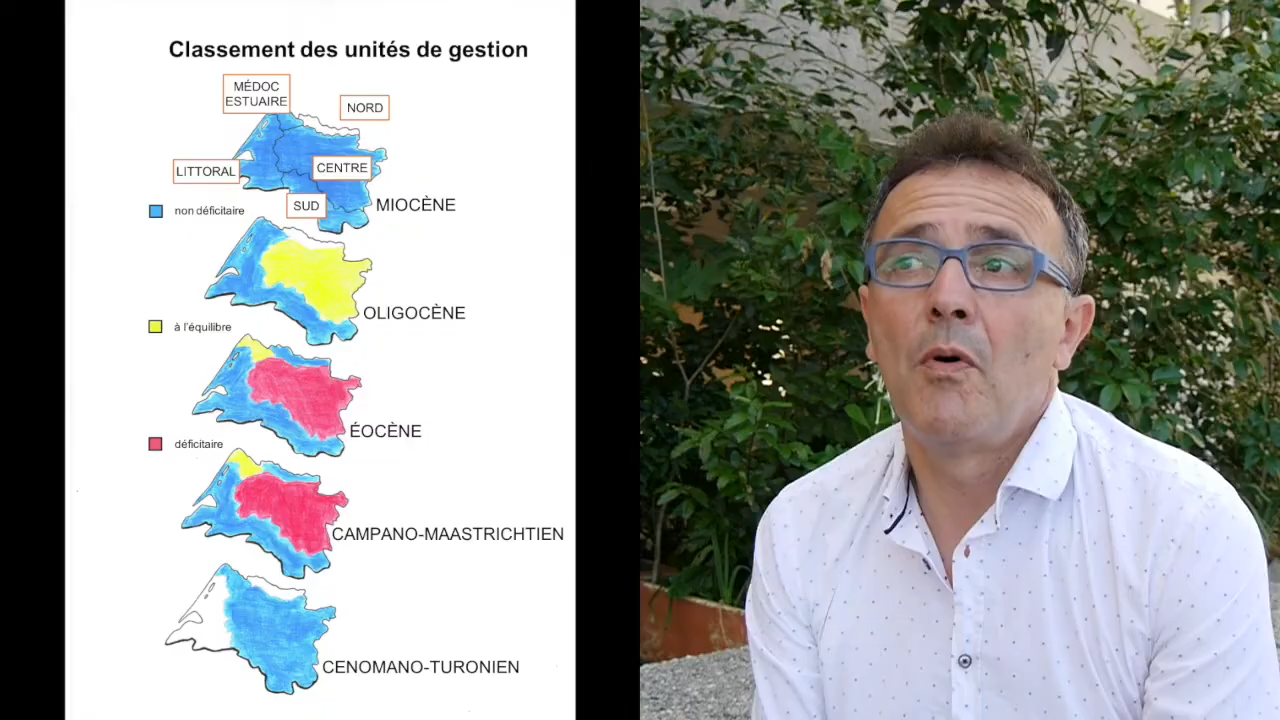 Classement des unités de gestion
MÉDOC
ESTUAIRE
NORD
LITTORAL
CENTRE
SUD
MIOCÈNE
non déficitaire
OLIGOCÈNE
à l'équilibre
ÉOCÈNE
déficitaire
CAMPANO-MAASTRICHTIEN
CENOMANO-TURONIEN